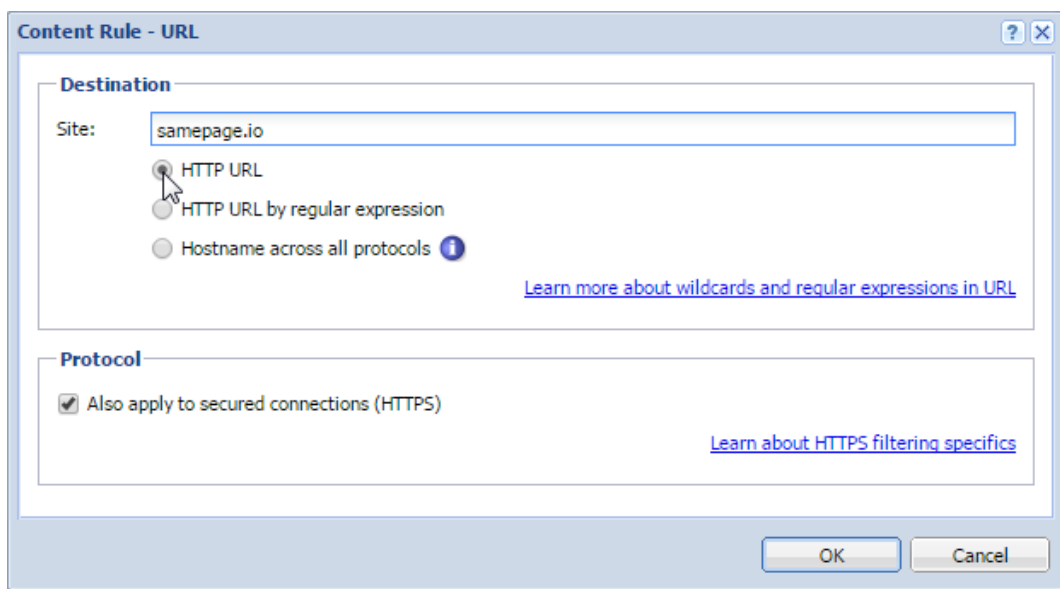 Content Rule - URL
Destination
Site: samepage.io
HTTP URL
HTTP URL by regular expression
Hostname across all protocols
Learn more about wildcards and regular expressions in URL
Protocol
Also apply to secured connections (HTTPS)
Learn about HTTPS filtering specifics
OK Cancel